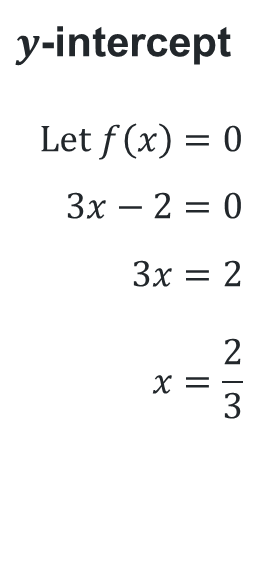 y-intercept
Let f(x) = 0
3x − 2 = 0
3x = 2
x = 2/3